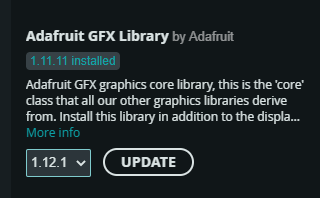 Adafruit GFX Library by Adafruit
1.11.11 installed
Adafruit GFX graphics core library, this is the 'core'
class that all our other graphics libraries derive
from. Install this library in addition to the displa...
More info
1.12.1 UPDATE